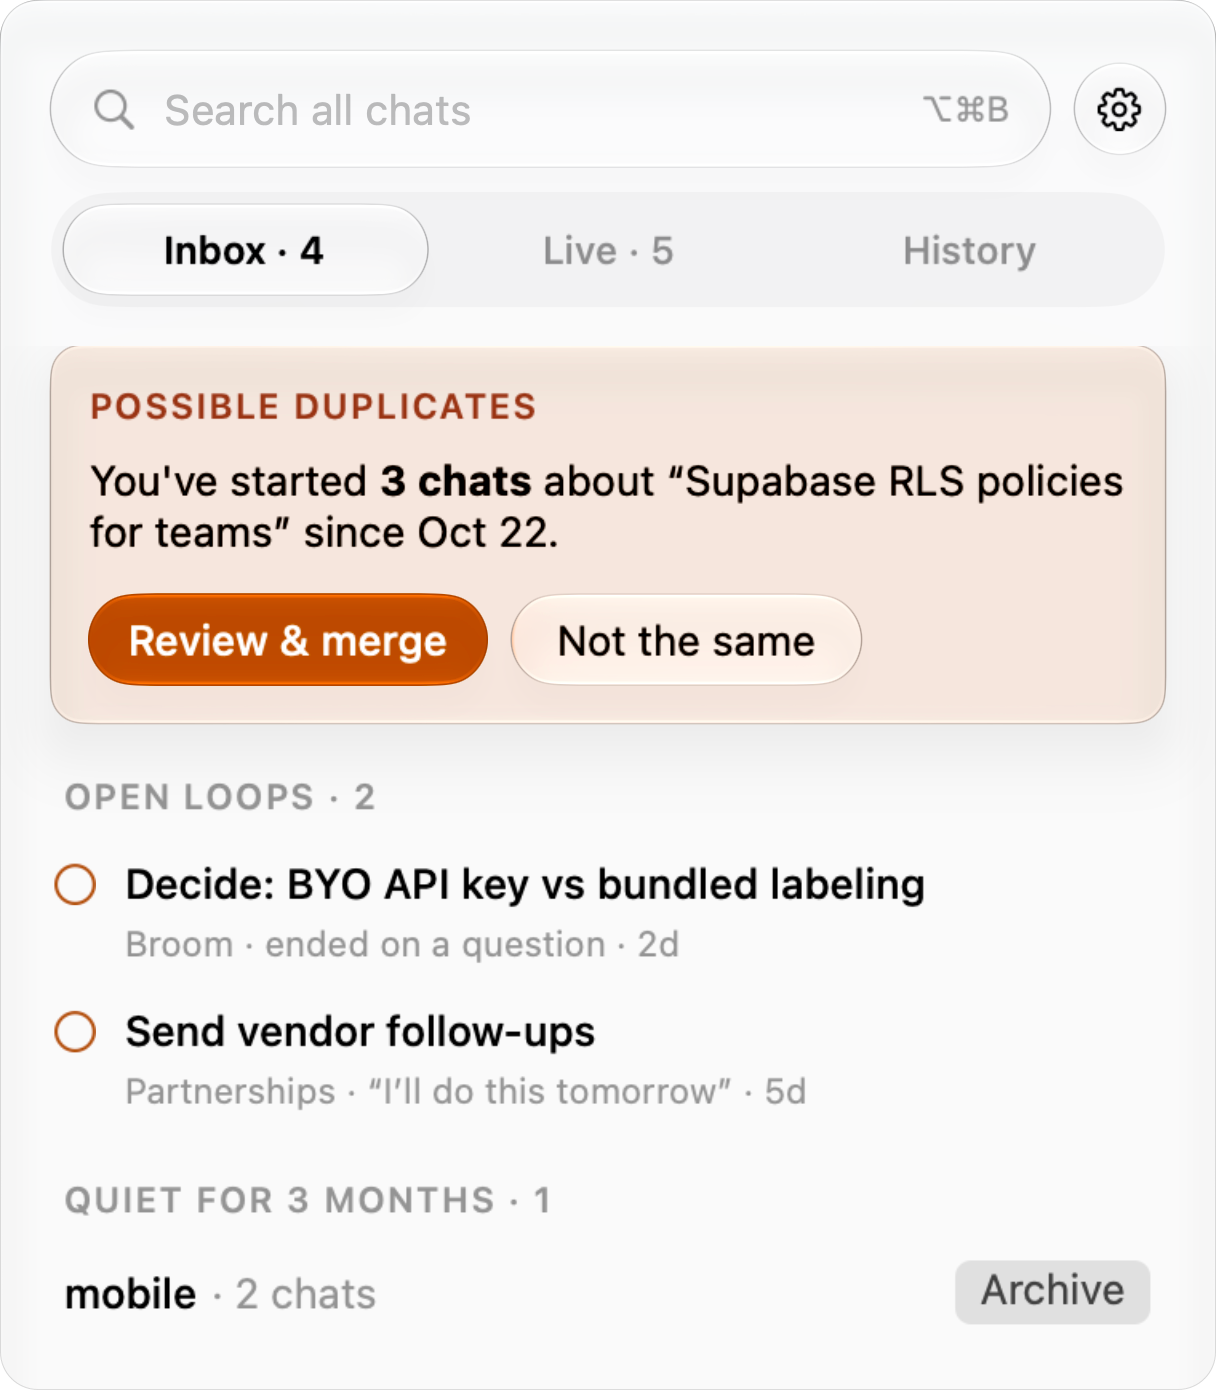 Search all chats ⌥⌘B
Inbox · 4 Live · 5 History
POSSIBLE DUPLICATES
You've started 3 chats about “Supabase RLS policies
for teams” since Oct 22.
Review & merge Not the same
OPEN LOOPS · 2
Decide: BYO API key vs bundled labeling
Broom · ended on a question · 2d
Send vendor follow-ups
Partnerships · “I’ll do this tomorrow” · 5d
QUIET FOR 3 MONTHS · 1
mobile · 2 chats Archive